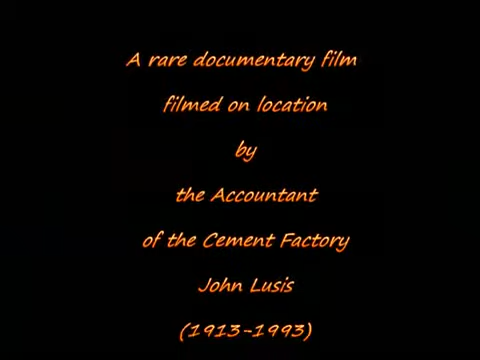 A rare documentary film
filmed on location
by
the Accountant
of the Cement Factory
John Lusis
(1913-1993)